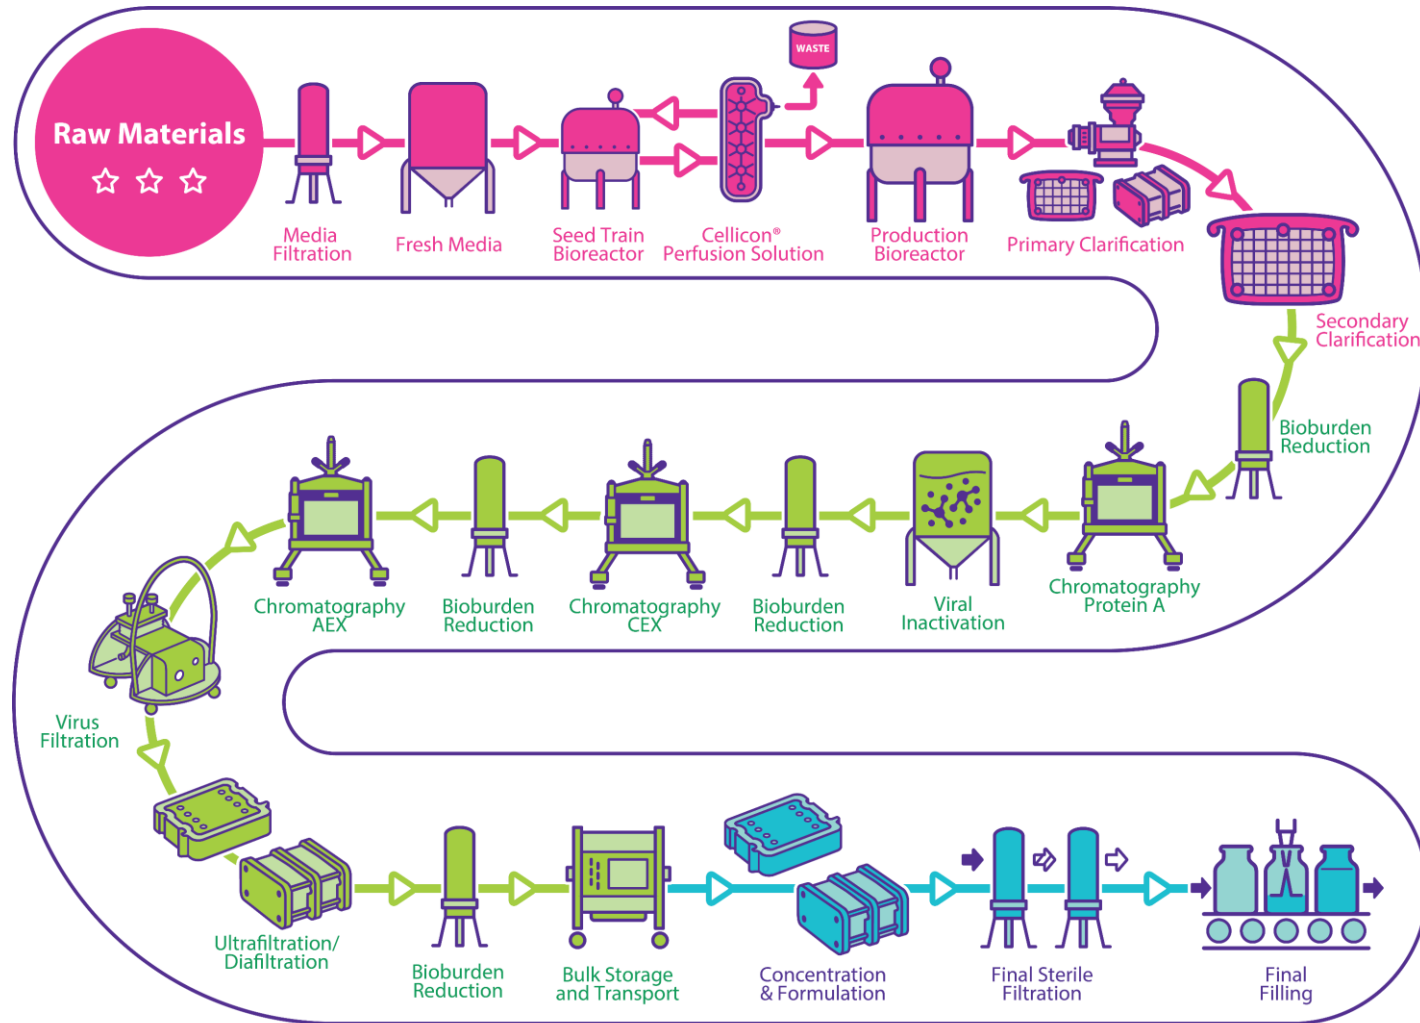 WASTE
Raw Materials
Media
Filtration
Fresh Media
Seed Train
Bioreactor
Cellicon®
Perfusion Solution
Production
Bioreactor
Primary Clarification
Secondary
Clarification
Bioburden
Reduction
Chromatography
Protein A
Viral
Inactivation
Bioburden
Reduction
Chromatography
CEX
Bioburden
Reduction
Chromatography
AEX
Virus
Filtration
Ultrafiltration/
Diafiltration
Bioburden
Reduction
Bulk Storage
and Transport
Concentration
& Formulation
Final Sterile
Filtration
Final
Filling